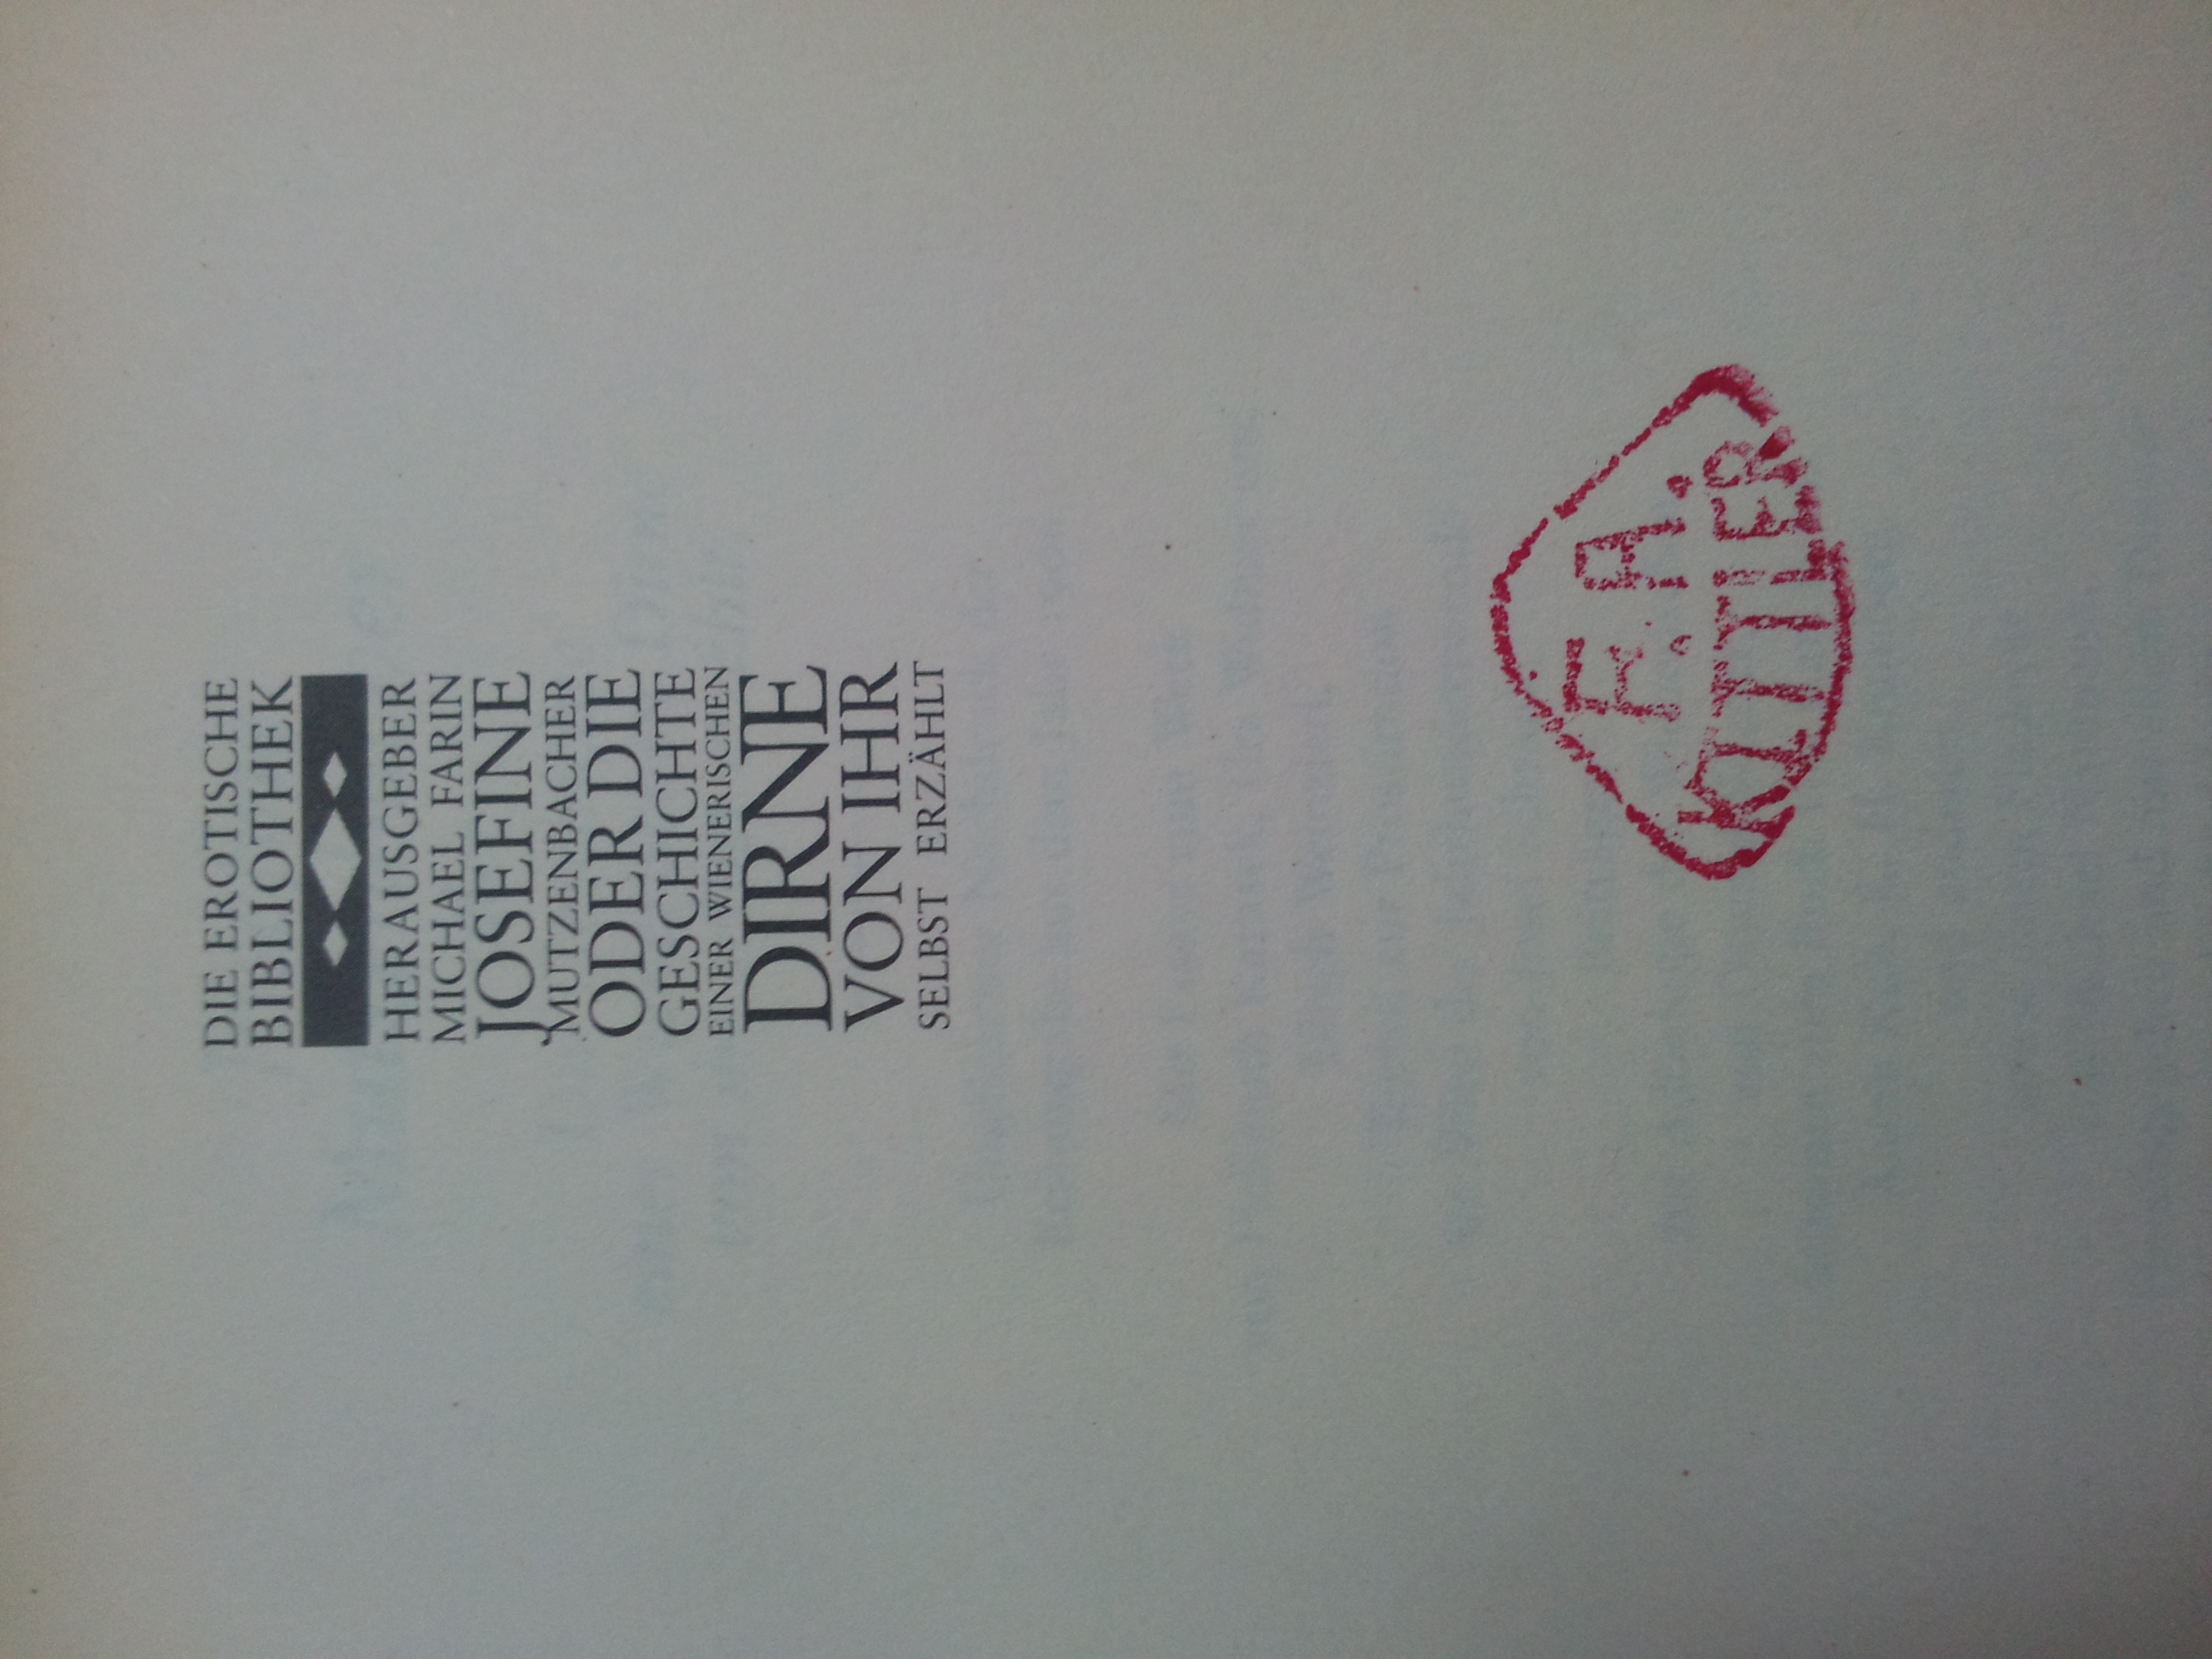 DIE EROTISCHE
BIBLIOTHEK
HERAUSGEBER
MICHAEL FARIN
JOSEFINE
MUTZENBACHER
ODER DIE
GESCHICHTE
EINER WIENERISCHEN
DIRNE
VON IHR
SELBST ERZÄHLT
F. A.
KITTLER